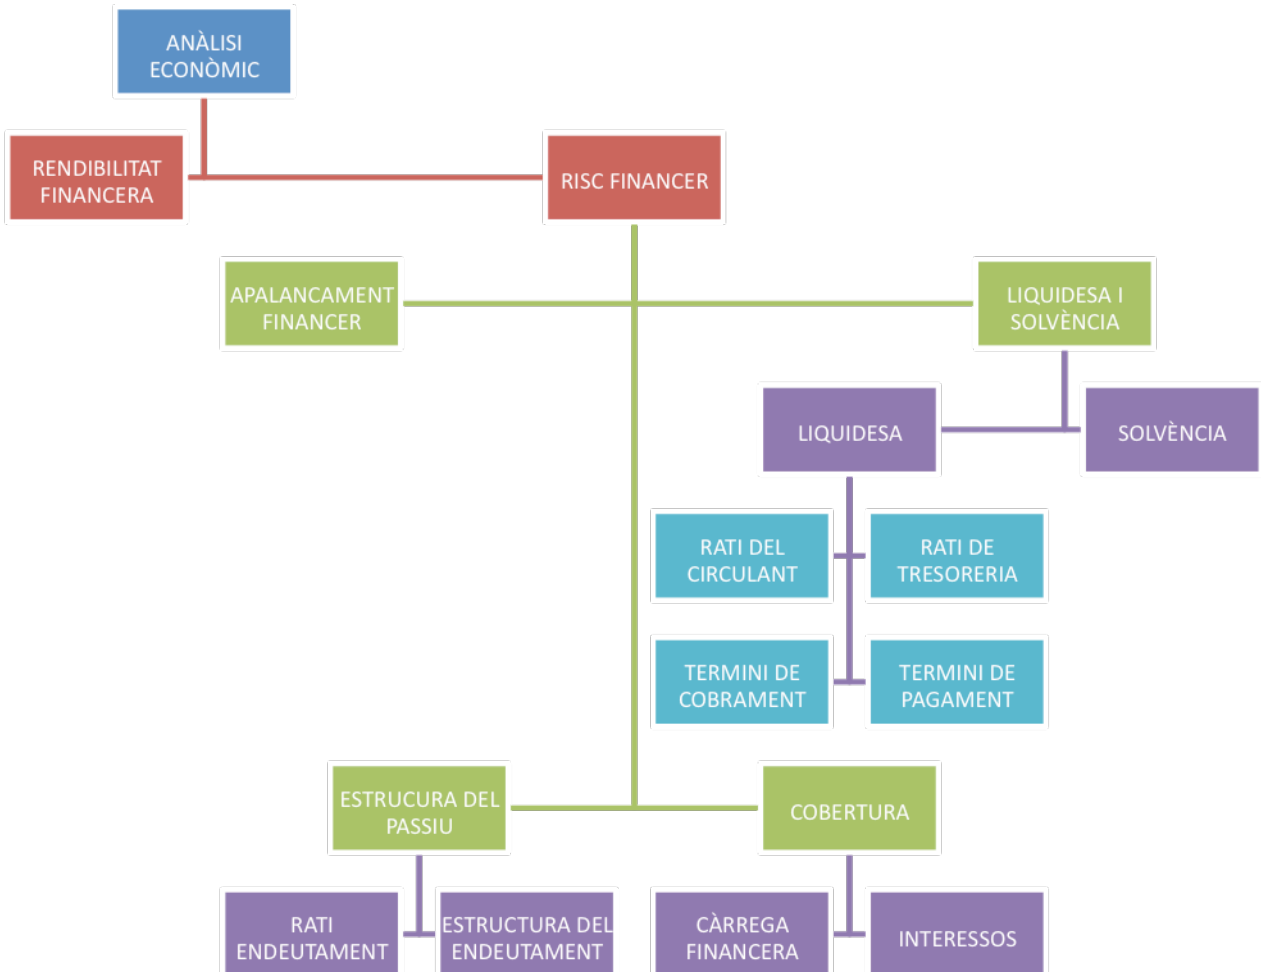 ANÀLISI
ECONÒMIC
RENDIBILITAT
FINANCERA
RISC FINANCER
APALANCAMENT
FINANCER
LIQUIDESA I
SOLVÈNCIA
LIQUIDESA
SOLVÈNCIA
RATI DEL
CIRCULANT
RATI DE
TRESORERIA
TERMINI DE
COBRAMENT
TERMINI DE
PAGAMENT
ESTRUCURA DEL
PASSIU
COBERTURA
RATI
ENDEUTAMENT
ESTRUCTURA DEL
ENDEUTAMENT
CÀRREGA
FINANCERA
INTERESSOS